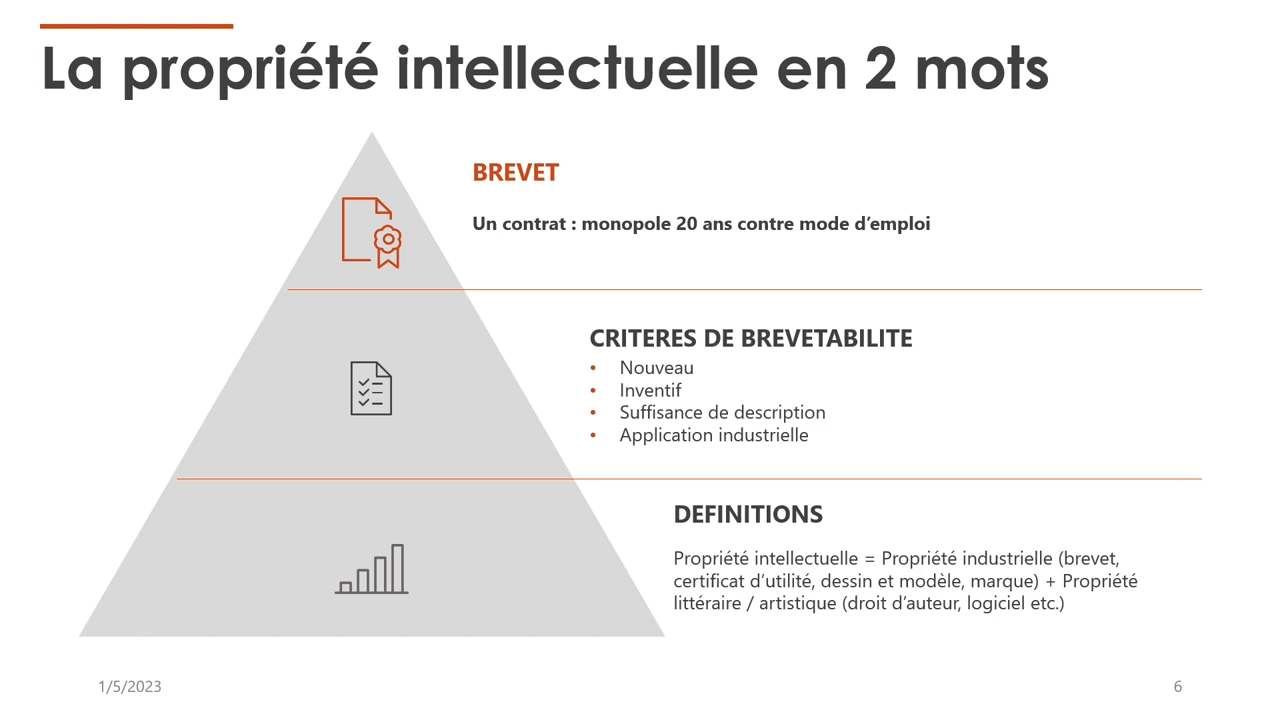 La propriété intellectuelle en 2 mots
BREVET
Un contrat : monopole 20 ans contre mode d’emploi
CRITERES DE BREVETABILITE
• Nouveau
• Inventif
• Suffisance de description
• Application industrielle
DEFINITIONS
Propriété intellectuelle = Propriété industrielle (brevet,
certificat d’utilité, dessin et modèle, marque) + Propriété
littéraire / artistique (droit d’auteur, logiciel etc.)
1/5/2023
6